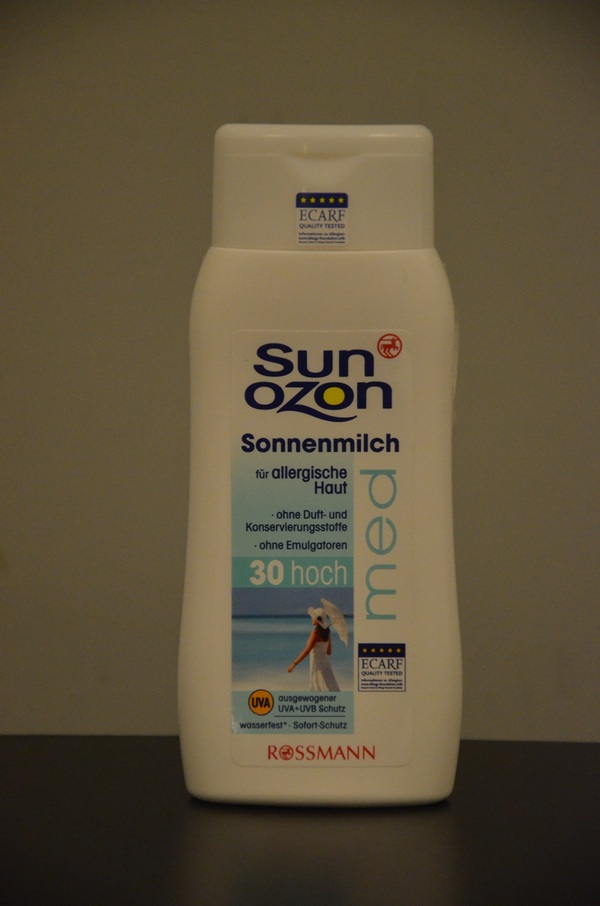 ECARF
QUALITY TESTED
Sun
ozon
Sonnenmilch
für allergische
Haut
· ohne Duft- und
Konservierungsstoffe
· ohne Emulgatoren
30 hoch
med
ECARF
QUALITY TESTED
UVA
ausgewogener
UVA+UVB Schutz
wasserfest* · Sofort-Schutz
ROSSMANN